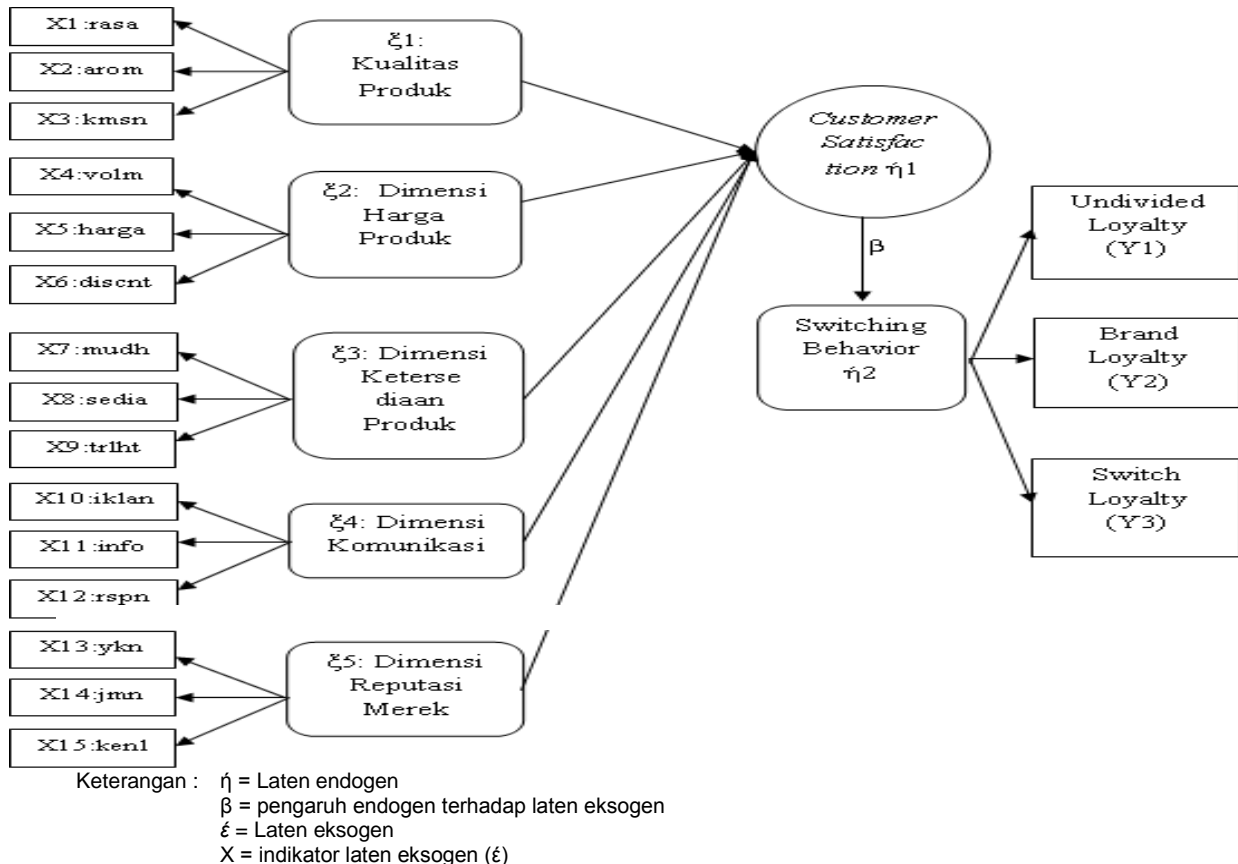 X1:rasa
X2:arom
X3:kmsn
ξ1:
Kualitas
Produk
X4:volm
X5:harga
X6:discnt
ξ2: Dimensi
Harga
Produk
X7:mudh
X8:sedia
X9:trlht
ξ3: Dimensi
Keterse
diaan
Produk
X10:iklan
X11:info
X12:rspn
ξ4: Dimensi
Komunikasi
X13:ykn
X14:jmn
X15:kenl
ξ5: Dimensi
Reputasi
Merek
Customer
Satisfac
tion ή1
β
Switching
Behavior
ή2
Undivided
Loyalty
(Y1)
Brand
Loyalty
(Y2)
Switch
Loyalty
(Y3)
Keterangan : ή = Laten endogen
β = pengaruh endogen terhadap laten eksogen
έ = Laten eksogen
X = indikator laten eksogen (έ)